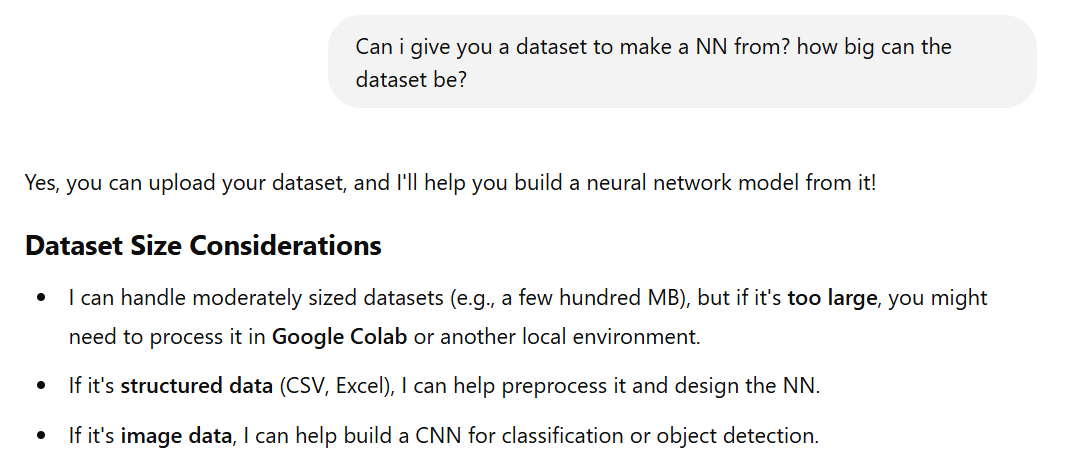 Can i give you a dataset to make a NN from? how big can the
dataset be?
Yes, you can upload your dataset, and I'll help you build a neural network model from it!
Dataset Size Considerations
• I can handle moderately sized datasets (e.g., a few hundred MB), but if it's too large, you might
need to process it in Google Colab or another local environment.
• If it's structured data (CSV, Excel), I can help preprocess it and design the NN.
• If it's image data, I can help build a CNN for classification or object detection.